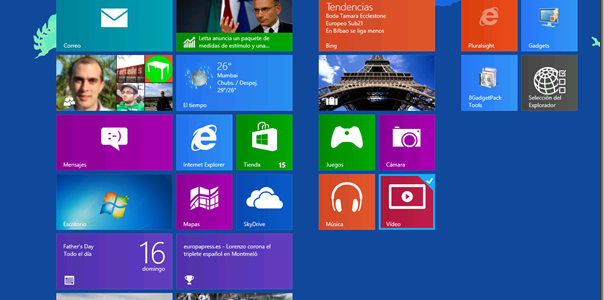 Correo
Letta anuncia un paquete de
medidas de estímulo y una...
Tendencias
Boda Tamara Ecclestone
Europeo Sub21
En Bilbao se liga menos
Bing
Pluralsight
Gadgets
26°
Mumbai
Chubs./ Despej.
29°/26°
El tiempo
8GadgetPack
Tools
Selección del
Explorador
Mensajes
Internet Explorer
Tienda
15
Juegos
Cámara
Escritorio
Mapas
SkyDrive
Música
Vídeo
Father's Day
Todo el día
16
domingo
europapress.es - Lorenzo corona el
triplete español en Montmeló